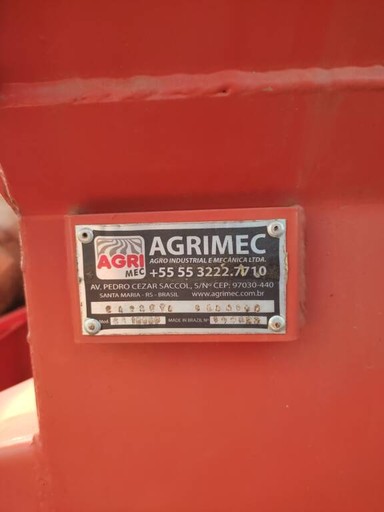 AGRI
MEC
AGRIMEC
AGRO INDUSTRIAL E MECÂNICA LTDA.
+55 55 3222.7710
AV. PEDRO CEZAR SACCOL, S/Nº CEP: 97030-440
SANTA MARIA - RS - BRASIL www.agrimec.com.br
MADE IN BRAZIL Nº